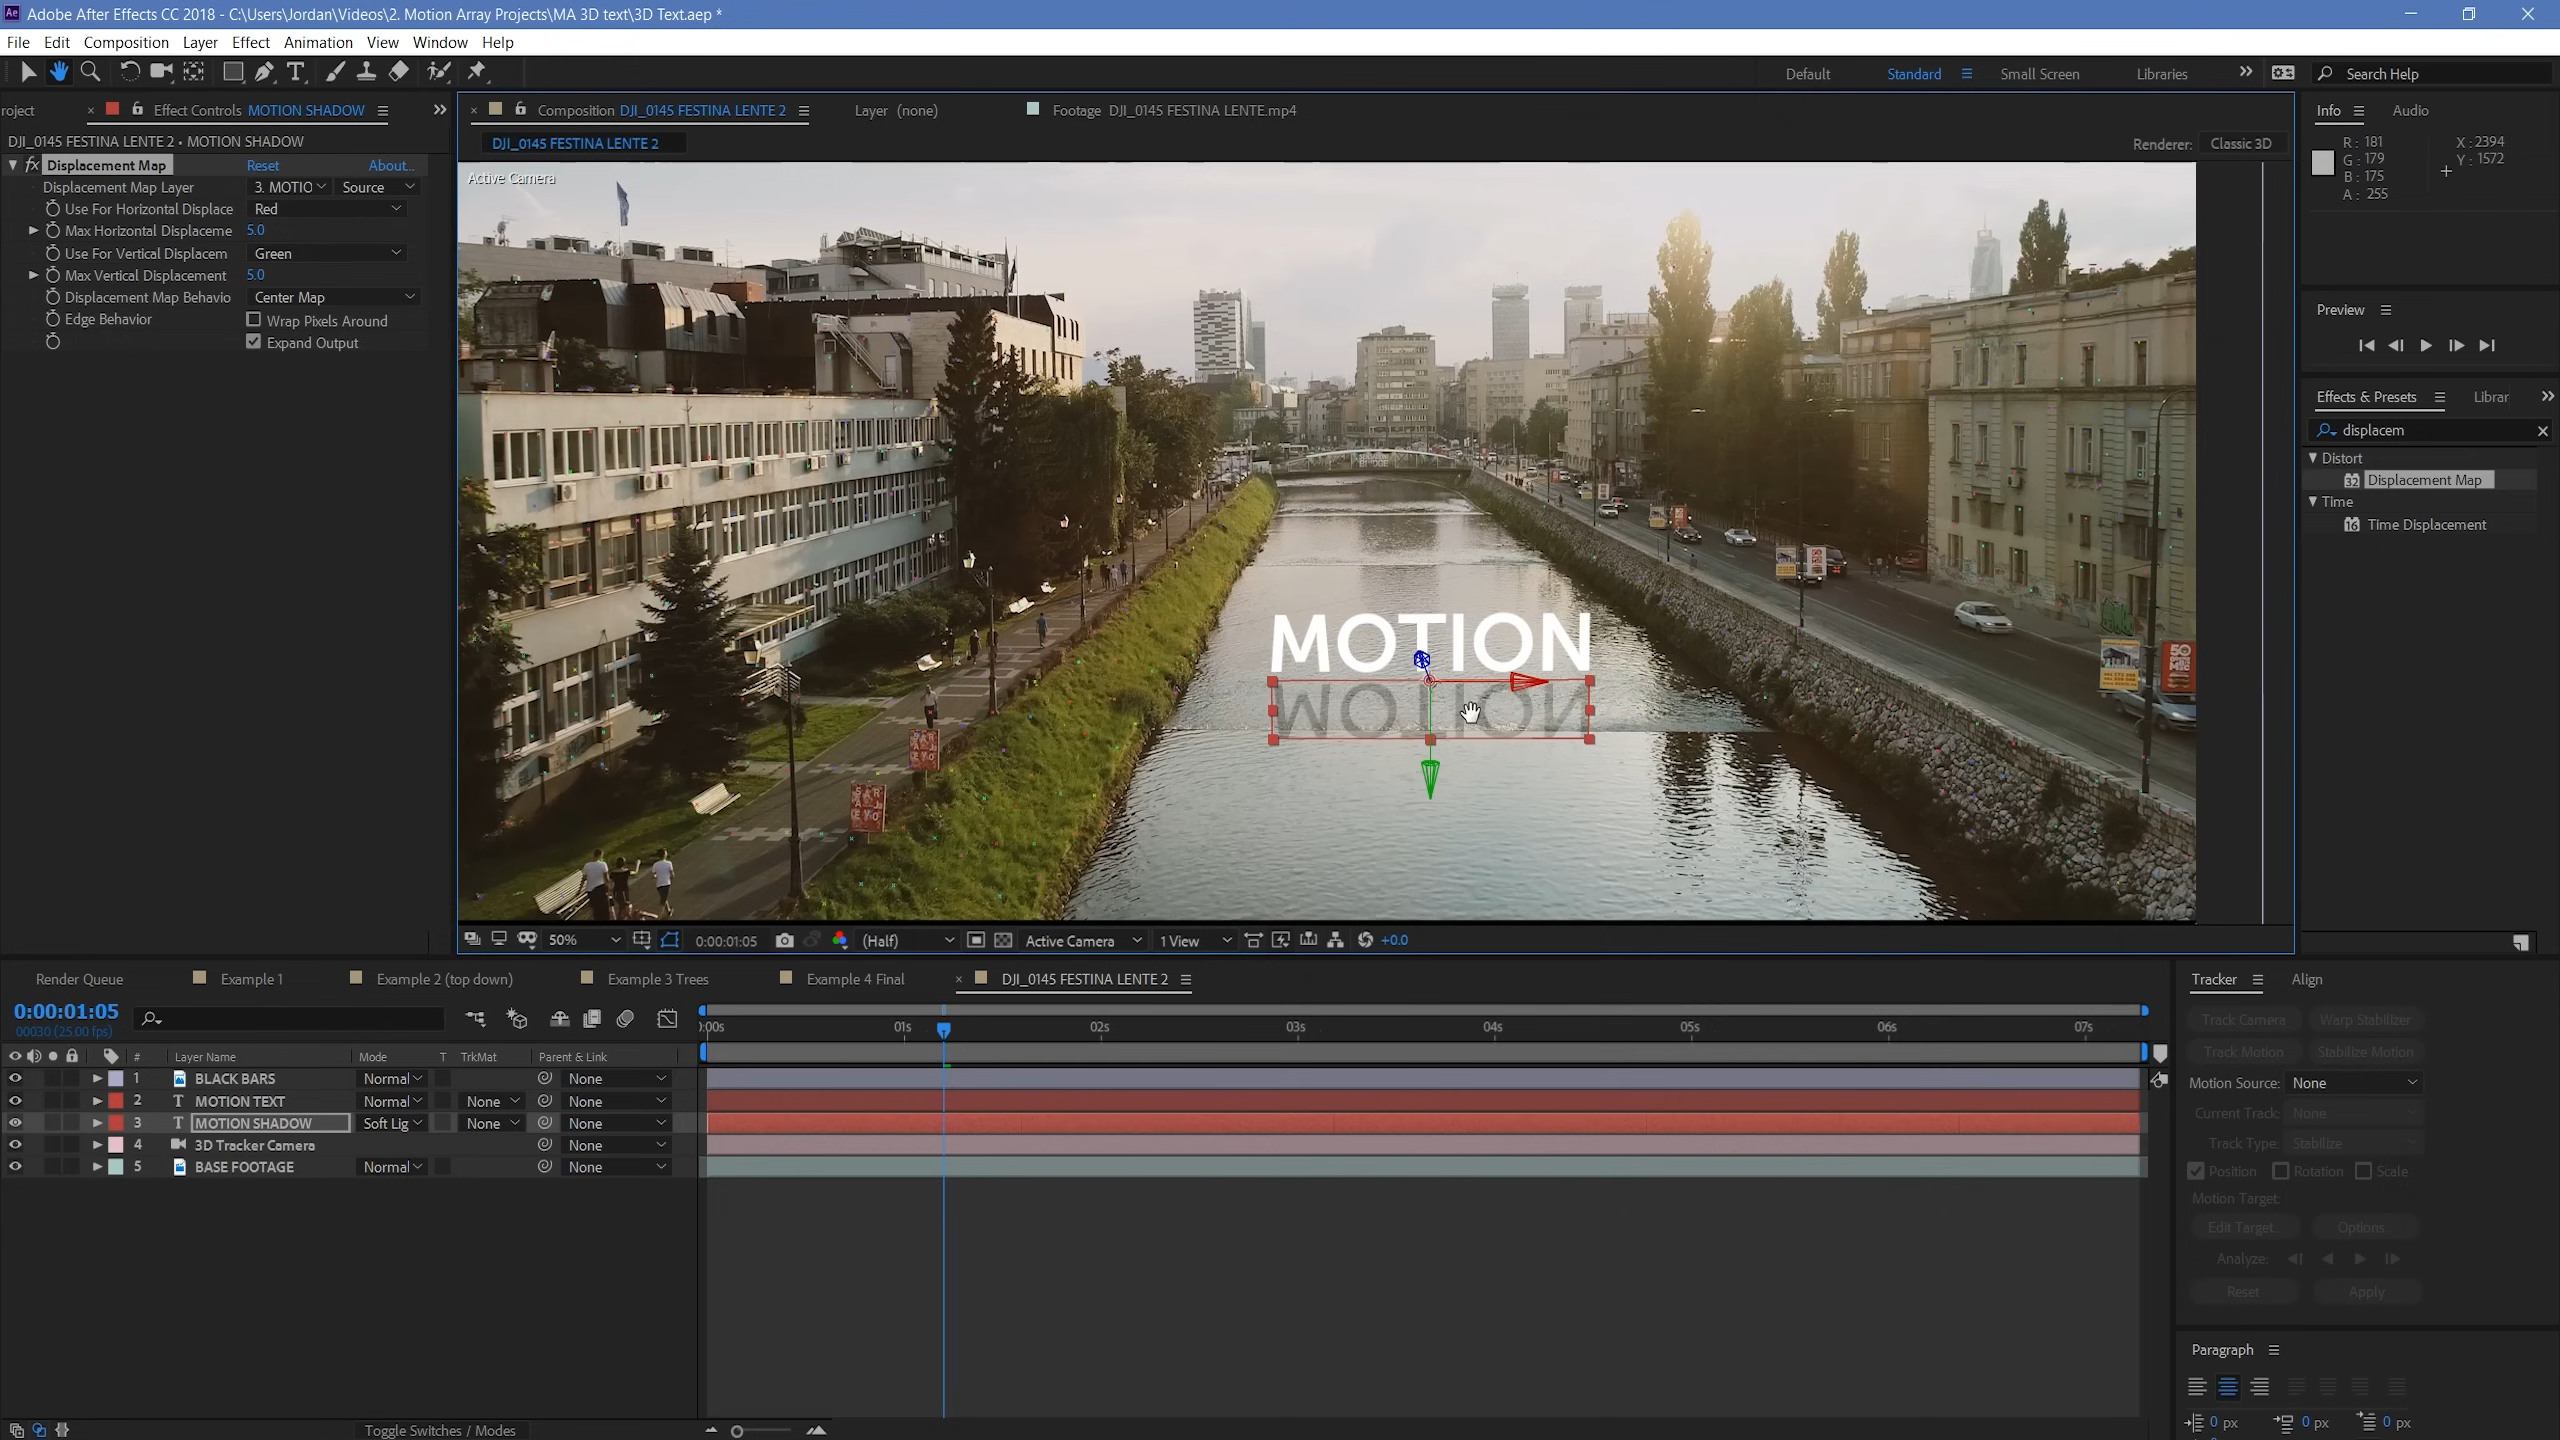 Adobe After Effects CC 2018 - C:\Users\Jordan\Videos\2. Motion Array Projects\MA 3D text\3D Text.aep *
File Edit Composition Layer Effect Animation View Window Help
Default Standard Small Screen Libraries Search Help
roject Effect Controls MOTION SHADOW
Composition DJI_0145 FESTINA LENTE 2 Layer (none) Footage DJI_0145 FESTINA LENTE.mp4
Info Audio
DJI_0145 FESTINA LENTE 2 • MOTION SHADOW
DJI_0145 FESTINA LENTE 2
Renderer: Classic 3D
R: 181
G: 179
B: 175
A: 255
X: 2394
Y: 1572
fx Displacement Map Reset About...
Displacement Map Layer 3. MOTIO Source
Use For Horizontal Displace Red
Max Horizontal Displaceme 5.0
Use For Vertical Displacem Green
Max Vertical Displacement 5.0
Displacement Map Behavio Center Map
Edge Behavior Wrap Pixels Around
Expand Output
Active Camera
MOTION
MOTION
SAR
AJ
EYO
SAR
AJ
EYO
50
Preview
Effects & Presets Librar
displacem
Distort
32 Displacement Map
Time
16 Time Displacement
50% 0:00:01:05 (Half) Active Camera 1 View +0.0
Render Queue Example 1 Example 2 (top down) Example 3 Trees Example 4 Final DJI_0145 FESTINA LENTE 2
0:00:01:05
00030 (25.00 fps)
):00s 01s 02s 03s 04s 05s 06s 07s
# Layer Name Mode T TrkMat Parent & Link
1 BLACK BARS Normal None
2 T MOTION TEXT Normal None None
3 T MOTION SHADOW Soft Lig None None
4 3D Tracker Camera None
5 BASE FOOTAGE Normal None
Toggle Switches / Modes
Tracker Align
Track Camera Warp Stabilizer
Track Motion Stabilize Motion
Motion Source: None
Current Track: None
Track Type: Stabilize
Position Rotation Scale
Motion Target:
Edit Target... Options...
Analyze:
Reset Apply
Paragraph
0 px 0 px 0 px